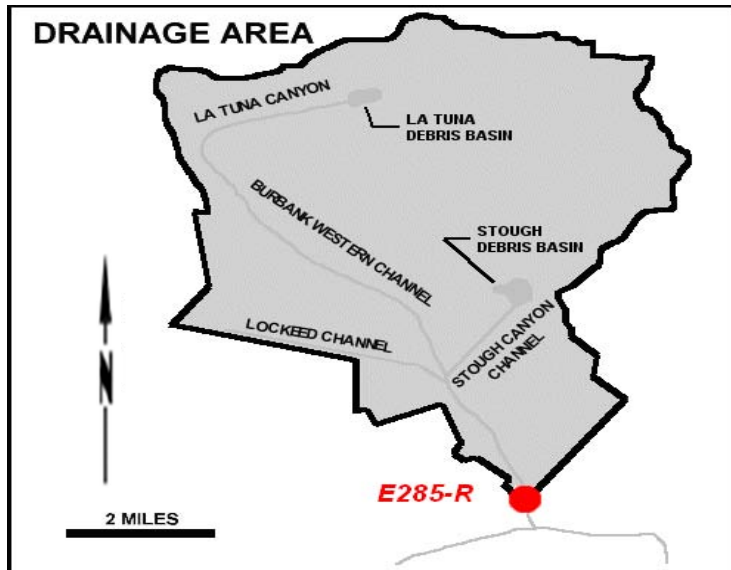 DRAINAGE AREA
LA TUNA CANYON
LA TUNA
DEBRIS BASIN
BURBANK WESTERN CHANNEL
STOUGH
DEBRIS BASIN
LOCKEED CHANNEL
STOUGH CANYON
CHANNEL
N
E285-R
2 MILES